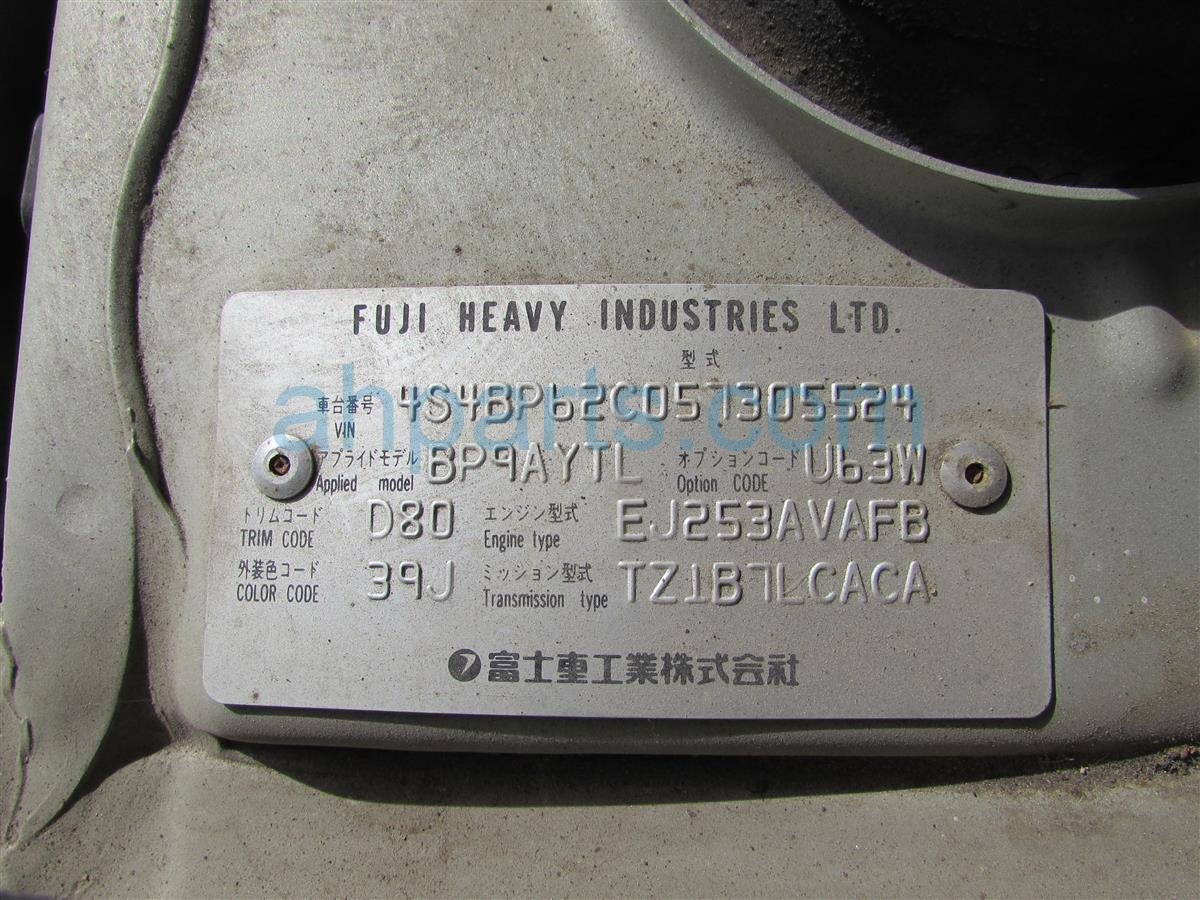 FUJI HEAVY INDUSTRIES LTD.
型式
車台番号 VIN 4S4BP62C057305524
アプライドモデル Applied model BP9AYTL オプションコード Option CODE U63W
トリムコード TRIM CODE D80 エンジン型式 Engine type EJ253AVAFB
外装色コード COLOR CODE 39J ミッション型式 Transmission type TZ1B7LCACA
富士重工業株式会社
ahparts.com